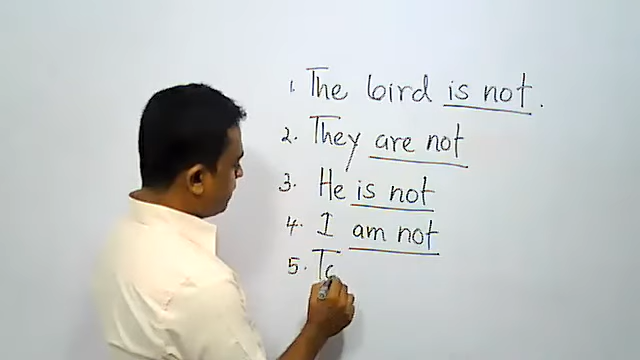 1. The bird is not.
2. They are not
3. He is not
4. I am not
5.